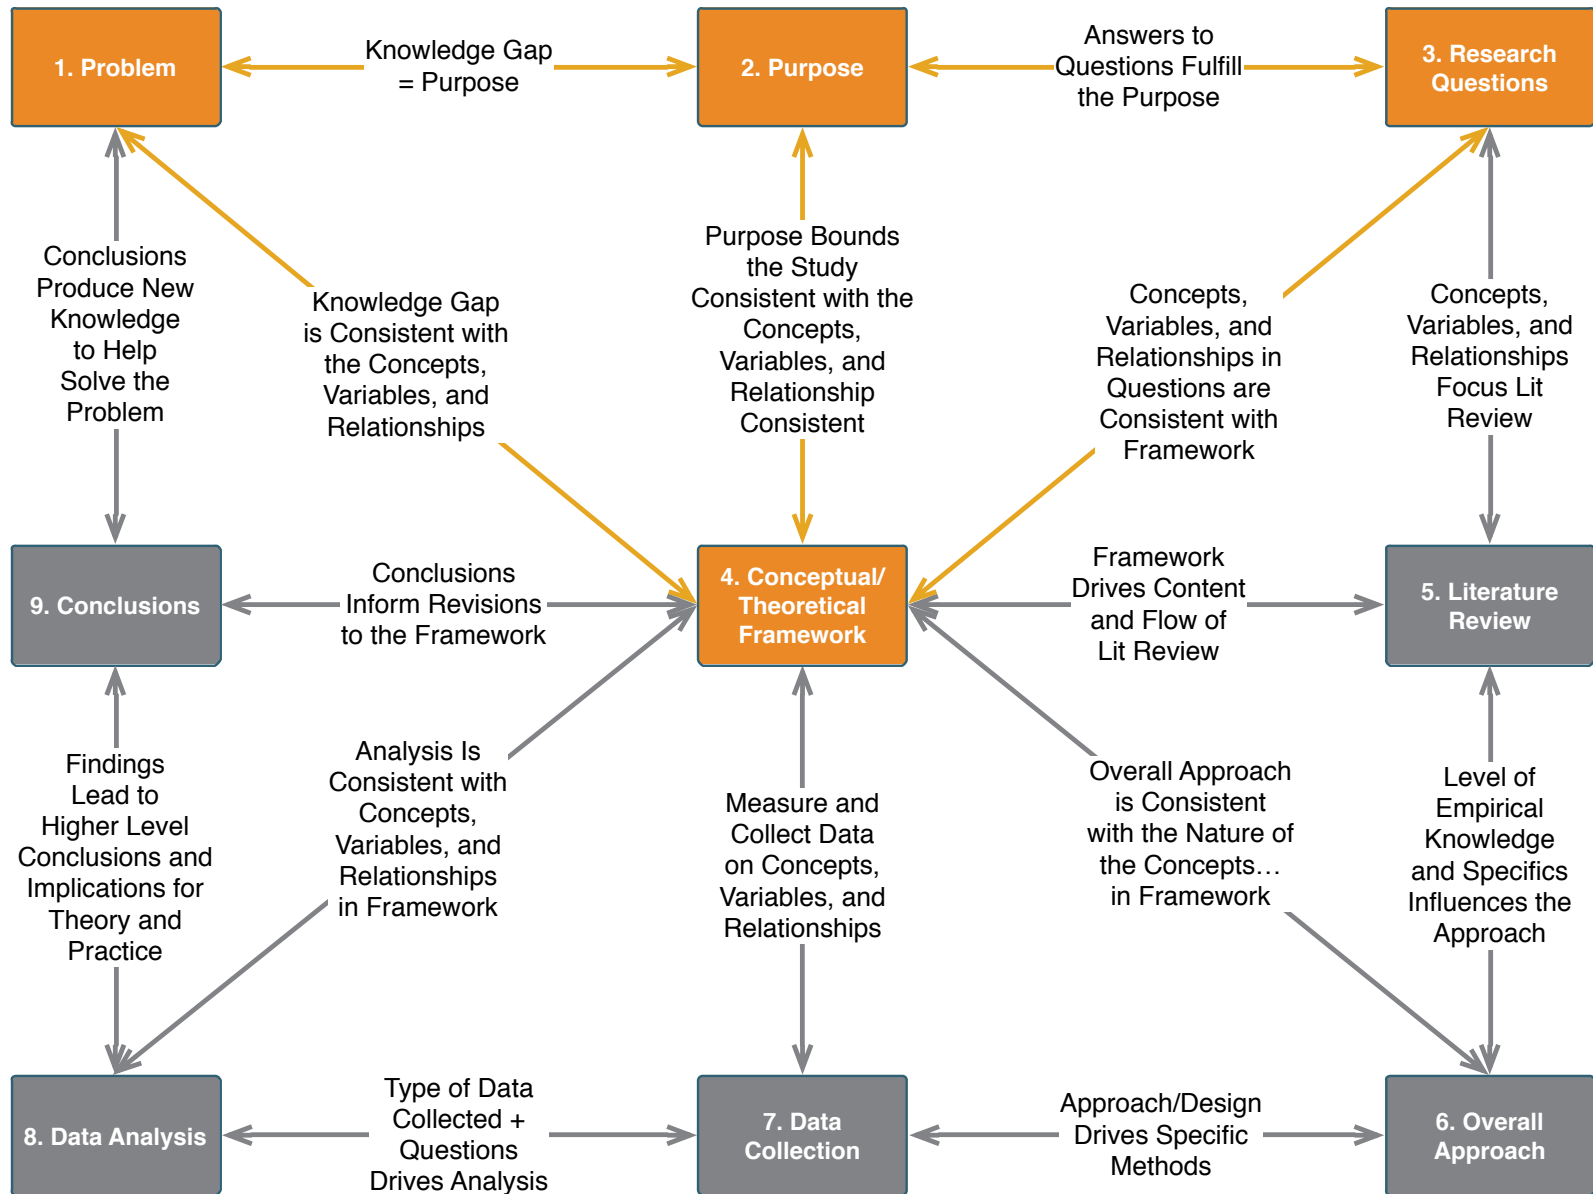 1. Problem
Knowledge Gap
= Purpose
2. Purpose
Answers to
Questions Fulfill
the Purpose
3. Research
Questions
Conclusions
Produce New
Knowledge
to Help
Solve the
Problem
Knowledge Gap
is Consistent with
the Concepts,
Variables, and
Relationships
Purpose Bounds
the Study
Consistent with the
Concepts,
Variables, and
Relationship
Consistent
Concepts,
Variables, and
Relationships in
Questions are
Consistent with
Framework
Concepts,
Variables, and
Relationships
Focus Lit
Review
9. Conclusions
Conclusions
Inform Revisions
to the Framework
4. Conceptual/
Theoretical
Framework
Framework
Drives Content
and Flow of
Lit Review
5. Literature
Review
Findings
Lead to
Higher Level
Conclusions and
Implications for
Theory and
Practice
Analysis Is
Consistent with
Concepts,
Variables, and
Relationships
in Framework
Measure and
Collect Data
on Concepts,
Variables, and
Relationships
Overall Approach
is Consistent
with the Nature of
the Concepts…
in Framework
Level of
Empirical
Knowledge
and Specifics
Influences the
Approach
8. Data Analysis
Type of Data
Collected +
Questions
Drives Analysis
7. Data
Collection
Approach/Design
Drives Specific
Methods
6. Overall
Approach